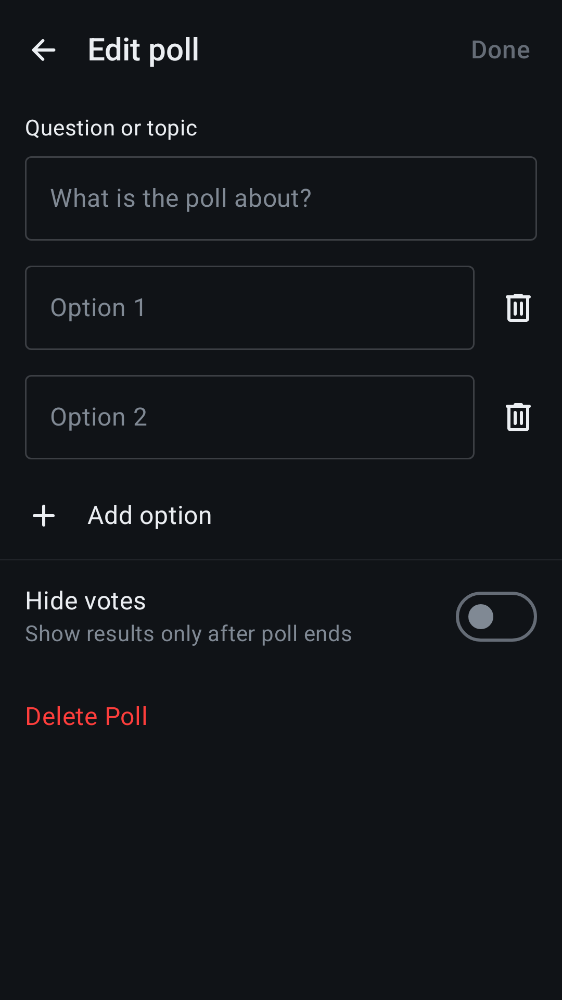 Edit poll
Done
Question or topic
What is the poll about?
Option 1
Option 2
Add option
Hide votes
Show results only after poll ends
Delete Poll